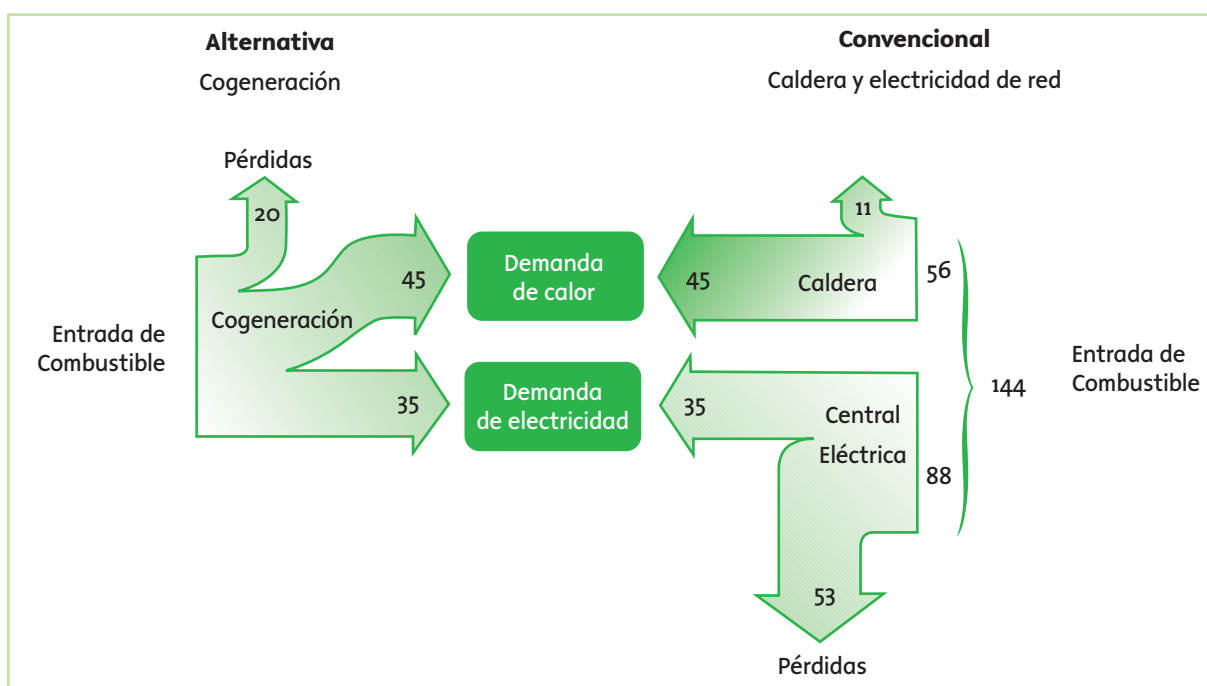 Alternativa
Cogeneración
Pérdidas
20
45
Cogeneración
Entrada de
Combustible
35
Demanda
de calor
Demanda
de electricidad
Convencional
Caldera y electricidad de red
11
45
Caldera
56
35
Central
Eléctrica
88
144
Entrada de
Combustible
53
Pérdidas